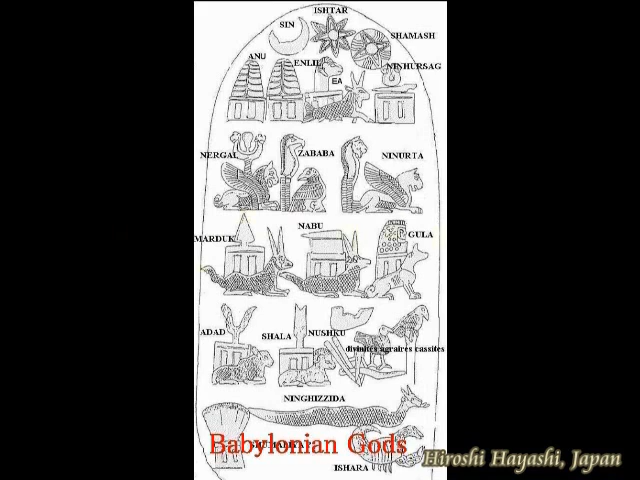 ISHTAR
SIN
SHAMASH
ANU
ENLIL
NINHURSAG
EA
NERGAL
ZABABA
NINURTA
MARDUK
NABU
GULA
ADAD
SHALA
NUSHKU
divinités agraires cassites
NINGHIZZIDA
Babylonian Gods
ISHARA
Hiroshi Hayashi, Japan